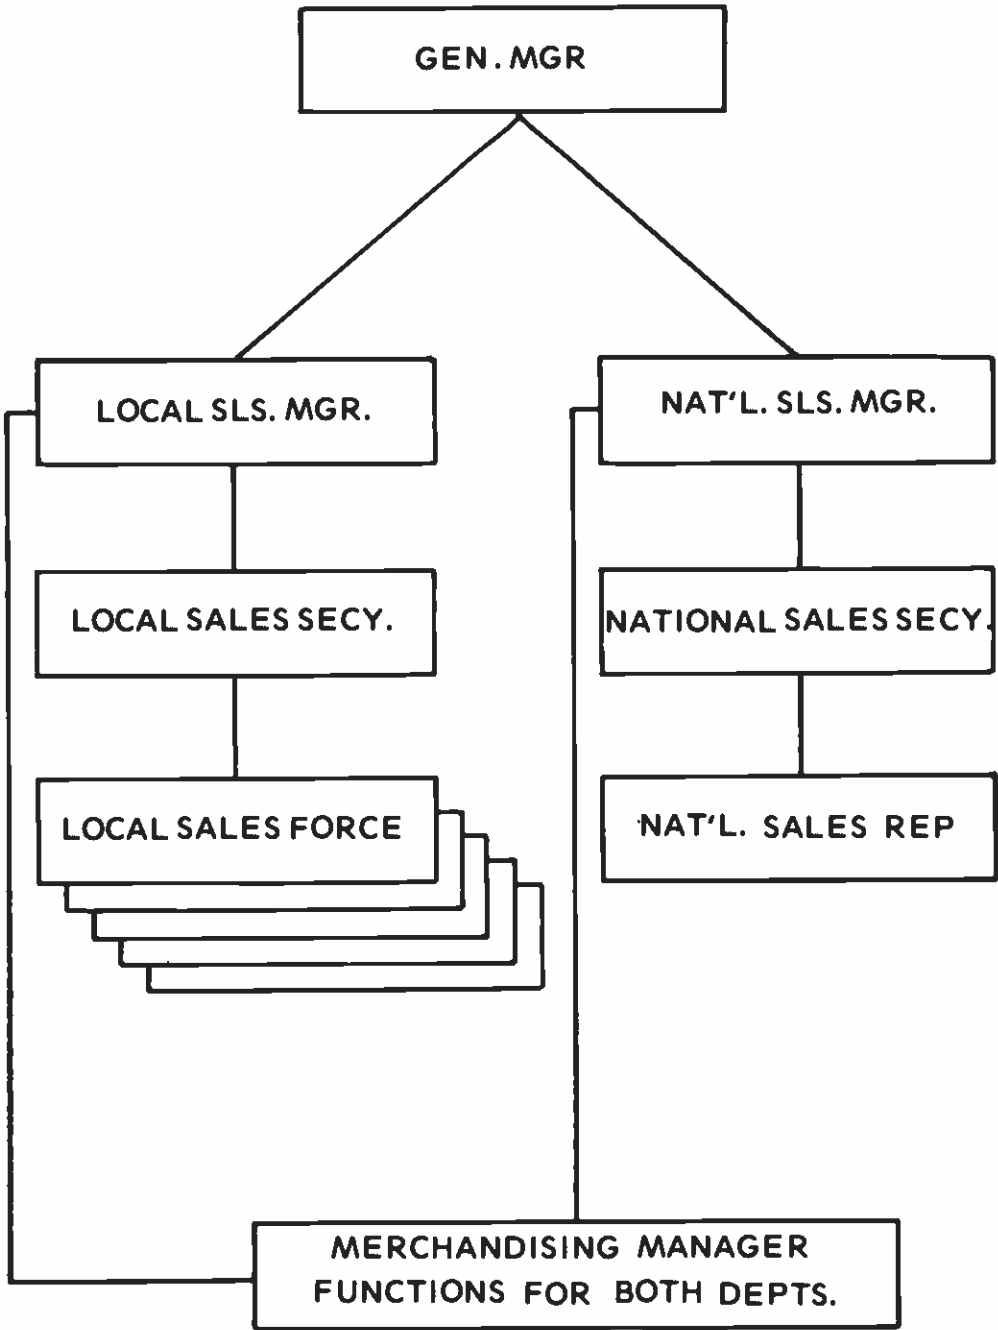 GEN. MGR
LOCAL SLS. MGR.
NAT'L. SLS. MGR.
LOCAL SALES SECY.
NATIONAL SALES SECY.
LOCAL SALES FORCE
NAT'L. SALES REP
MERCHANDISING MANAGER
FUNCTIONS FOR BOTH DEPTS.